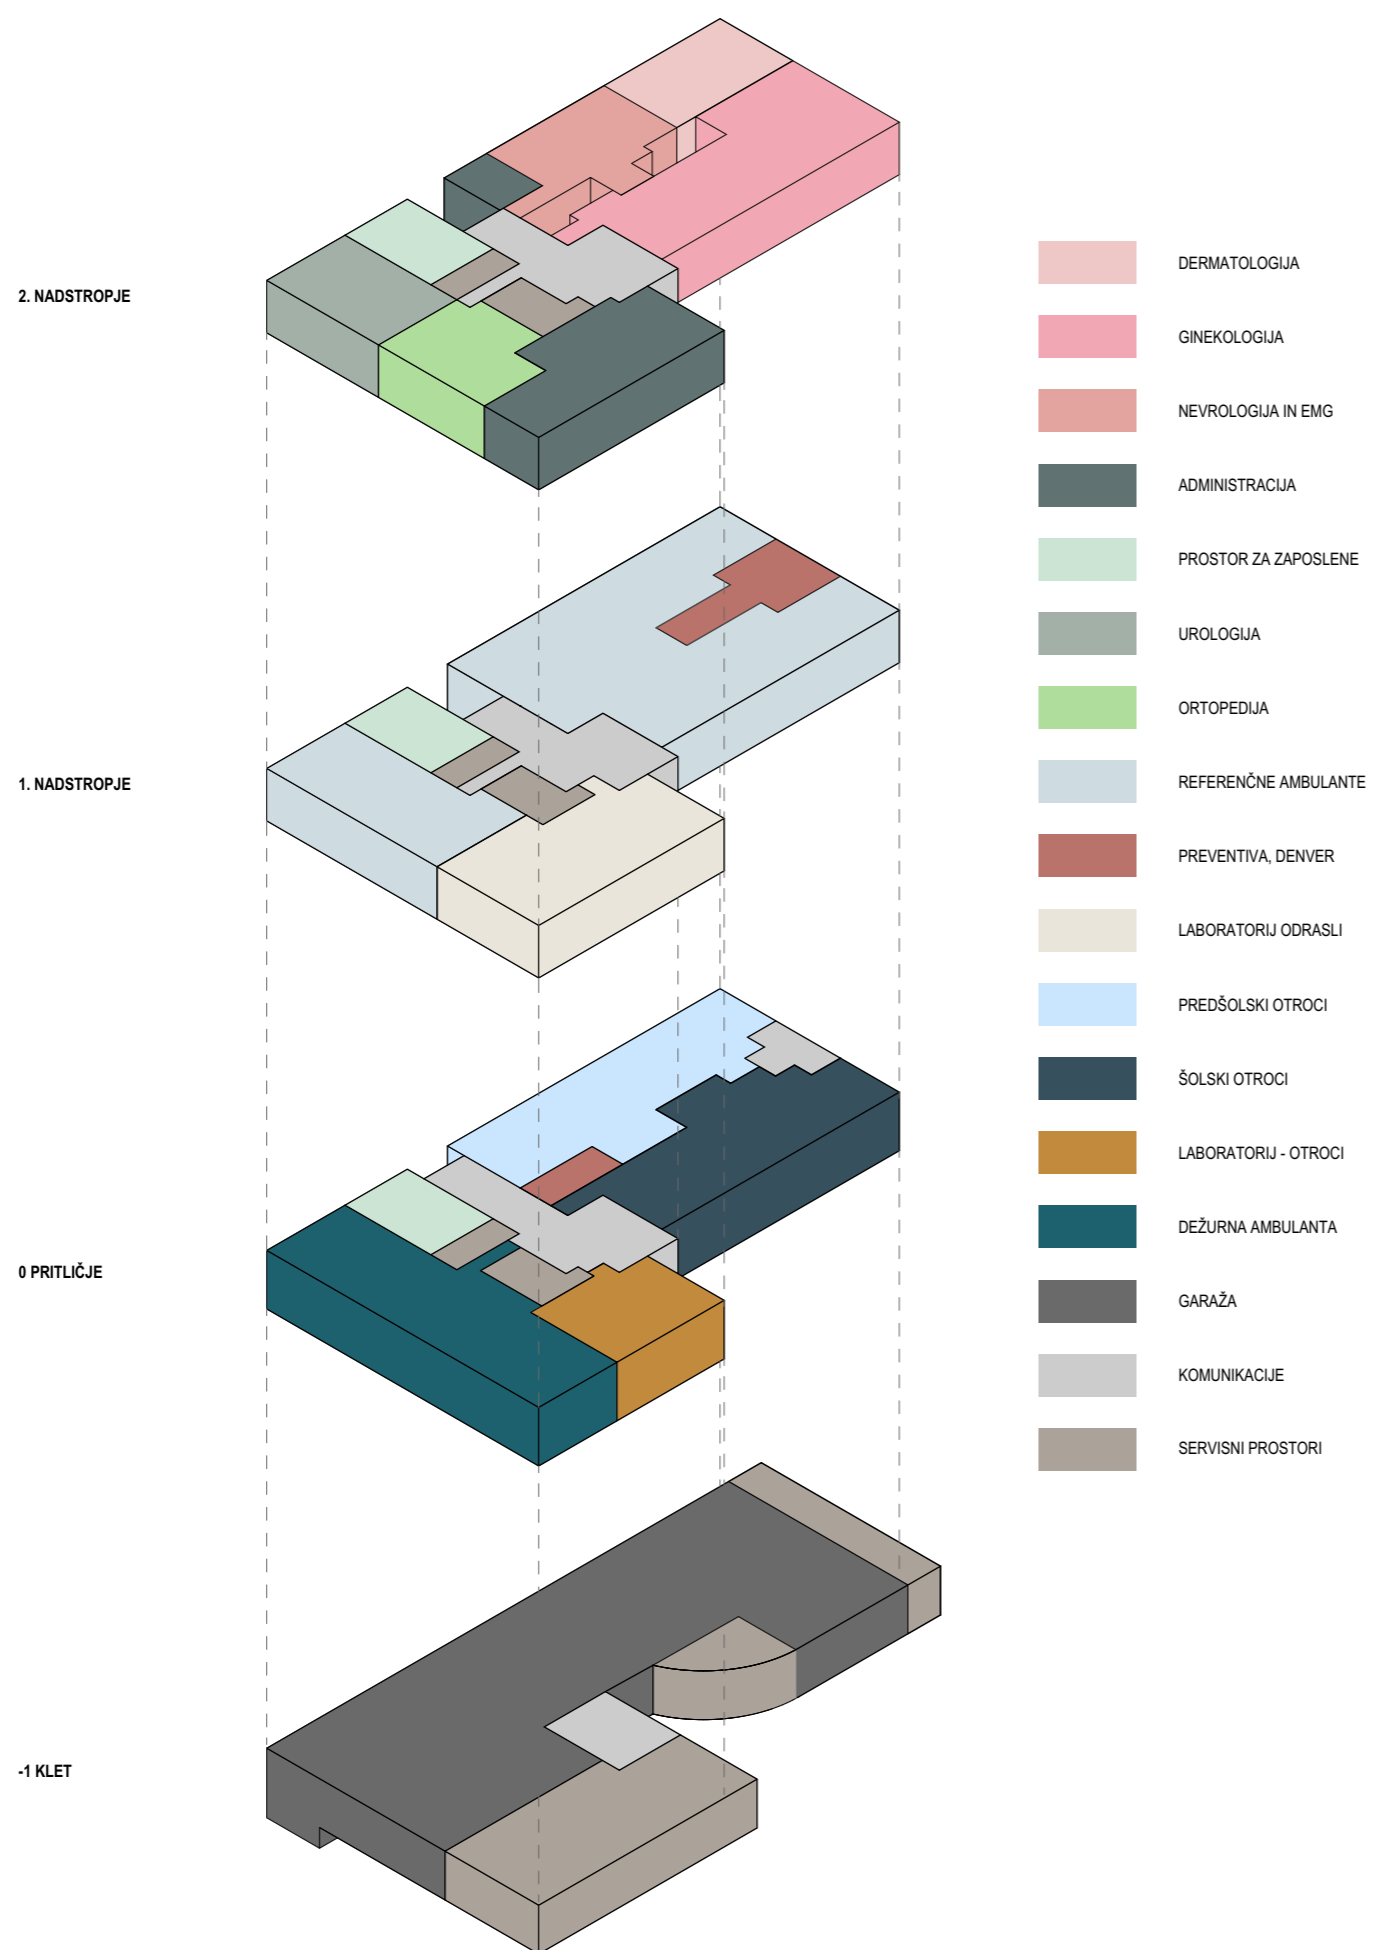 2. NADSTROPJE
1. NADSTROPJE
0 PRITLIČJE
-1 KLET
DERMATOLOGIJA
GINEKOLOGIJA
NEVROLOGIJA IN EMG
ADMINISTRACIJA
PROSTOR ZA ZAPOSLENE
UROLOGIJA
ORTOPEDIJA
REFERENČNE AMBULANTE
PREVENTIVA, DENVER
LABORATORIJ ODRASLI
PREDŠOLSKI OTROCI
ŠOLSKI OTROCI
LABORATORIJ - OTROCI
DEŽURNA AMBULANTA
GARAŽA
KOMUNIKACIJE
SERVISNI PROSTORI